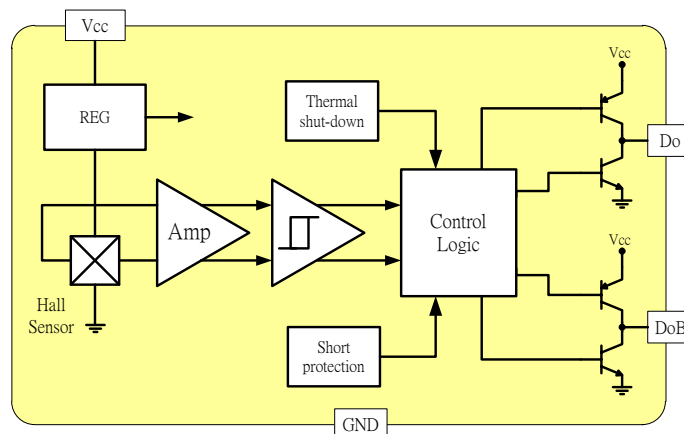 Vcc
Vcc
REG
Thermal
shut-down
Do
Amp
Control
Logic
Vcc
Hall
Sensor
DoB
Short
protection
GND